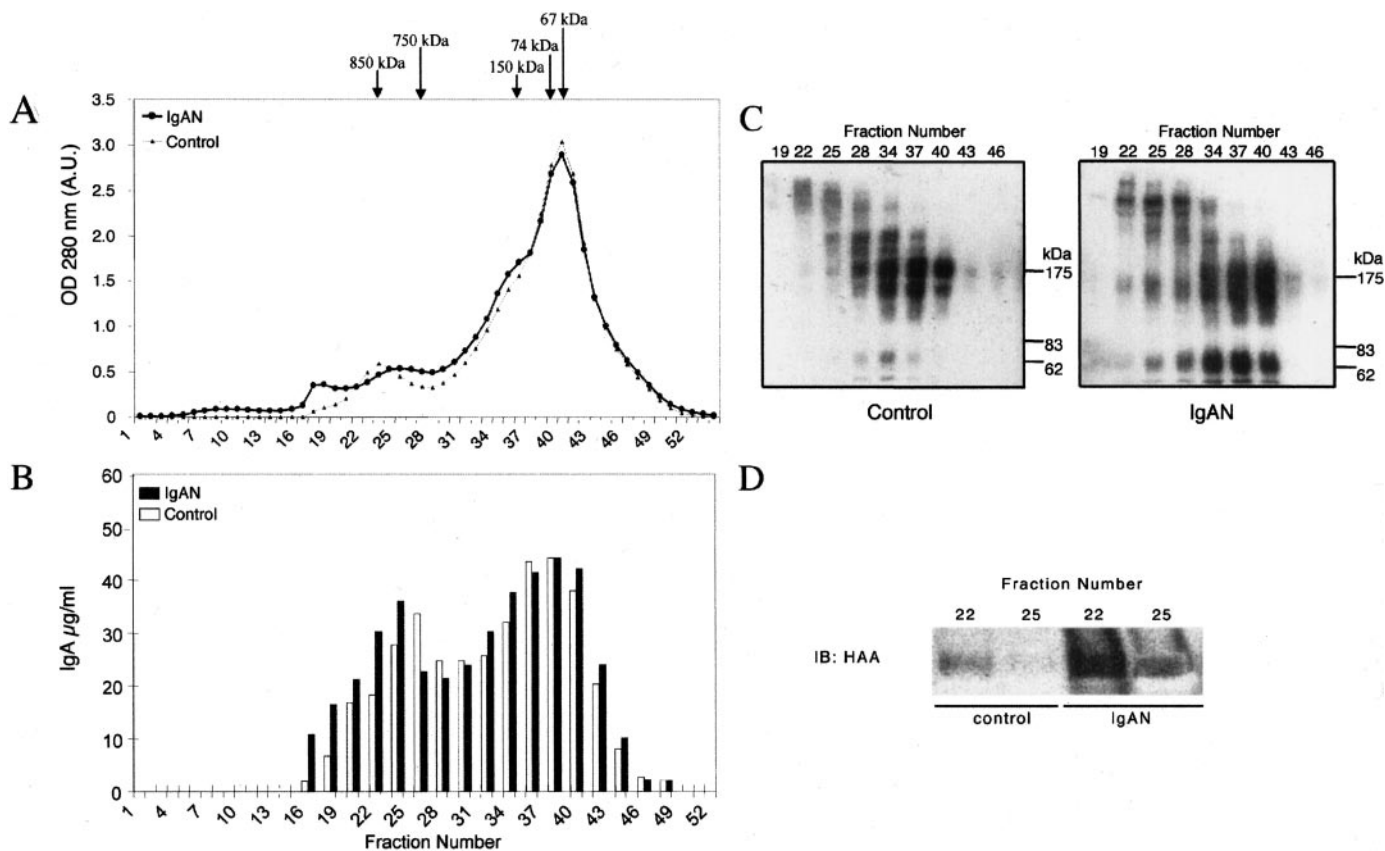 67 kDa
750 kDa
74 kDa
850 kDa
150 kDa
A
3.5
3.0
2.5
2.0
1.5
1.0
0.5
0
OD 280 nm (A.U.)
IgAN
Control
1 4 7 10 13 16 19 22 25 28 31 34 37 40 43 46 49 52
B
60
50
40
30
20
10
0
IgA µg/ml
IgAN
Control
1 4 7 10 13 16 19 22 25 28 31 34 37 40 43 46 49 52
Fraction Number
C
Fraction Number
19 22 25 28 34 37 40 43 46
kDa
175
83
62
Control
Fraction Number
19 22 25 28 34 37 40 43 46
kDa
175
83
62
IgAN
D
Fraction Number
22 25 22 25
IB: HAA
control IgAN